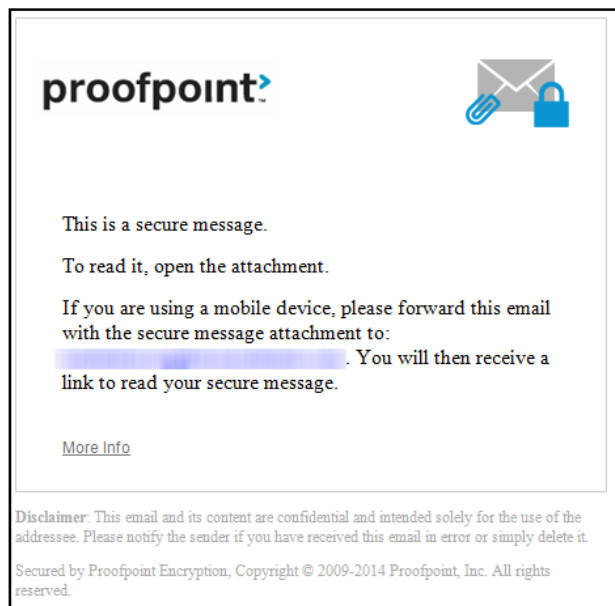 proofpoint
This is a secure message.
To read it, open the attachment.
If you are using a mobile device, please forward this email
with the secure message attachment to:
. You will then receive a
link to read your secure message.
More Info
Disclaimer: This email and its content are confidential and intended solely for the use of the
addressee. Please notify the sender if you have received this email in error or simply delete it.
Secured by Proofpoint Encryption, Copyright © 2009-2014 Proofpoint, Inc. All rights
reserved.